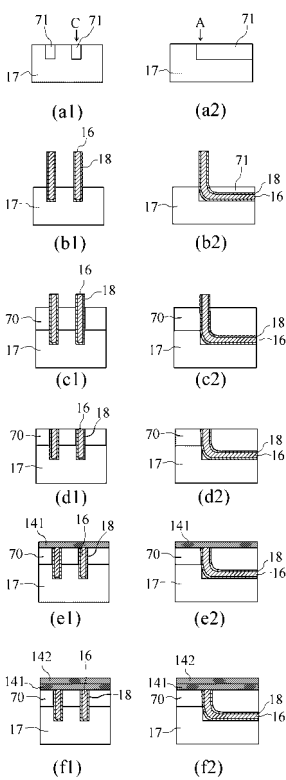 71 C 71
17
(a1)
A 71
17
(a2)
16
18
17
(b1)
71
18
16
17
(b2)
16
18
70
17
(c1)
70
18
16
17
(c2)
16
18
70
17
(d1)
70
18
16
17
(d2)
141 16 18
70
17
(e1)
141
70
18
16
17
(e2)
142 16
141
70 18
17
(f1)
142
141
70
18
16
17
(f2)